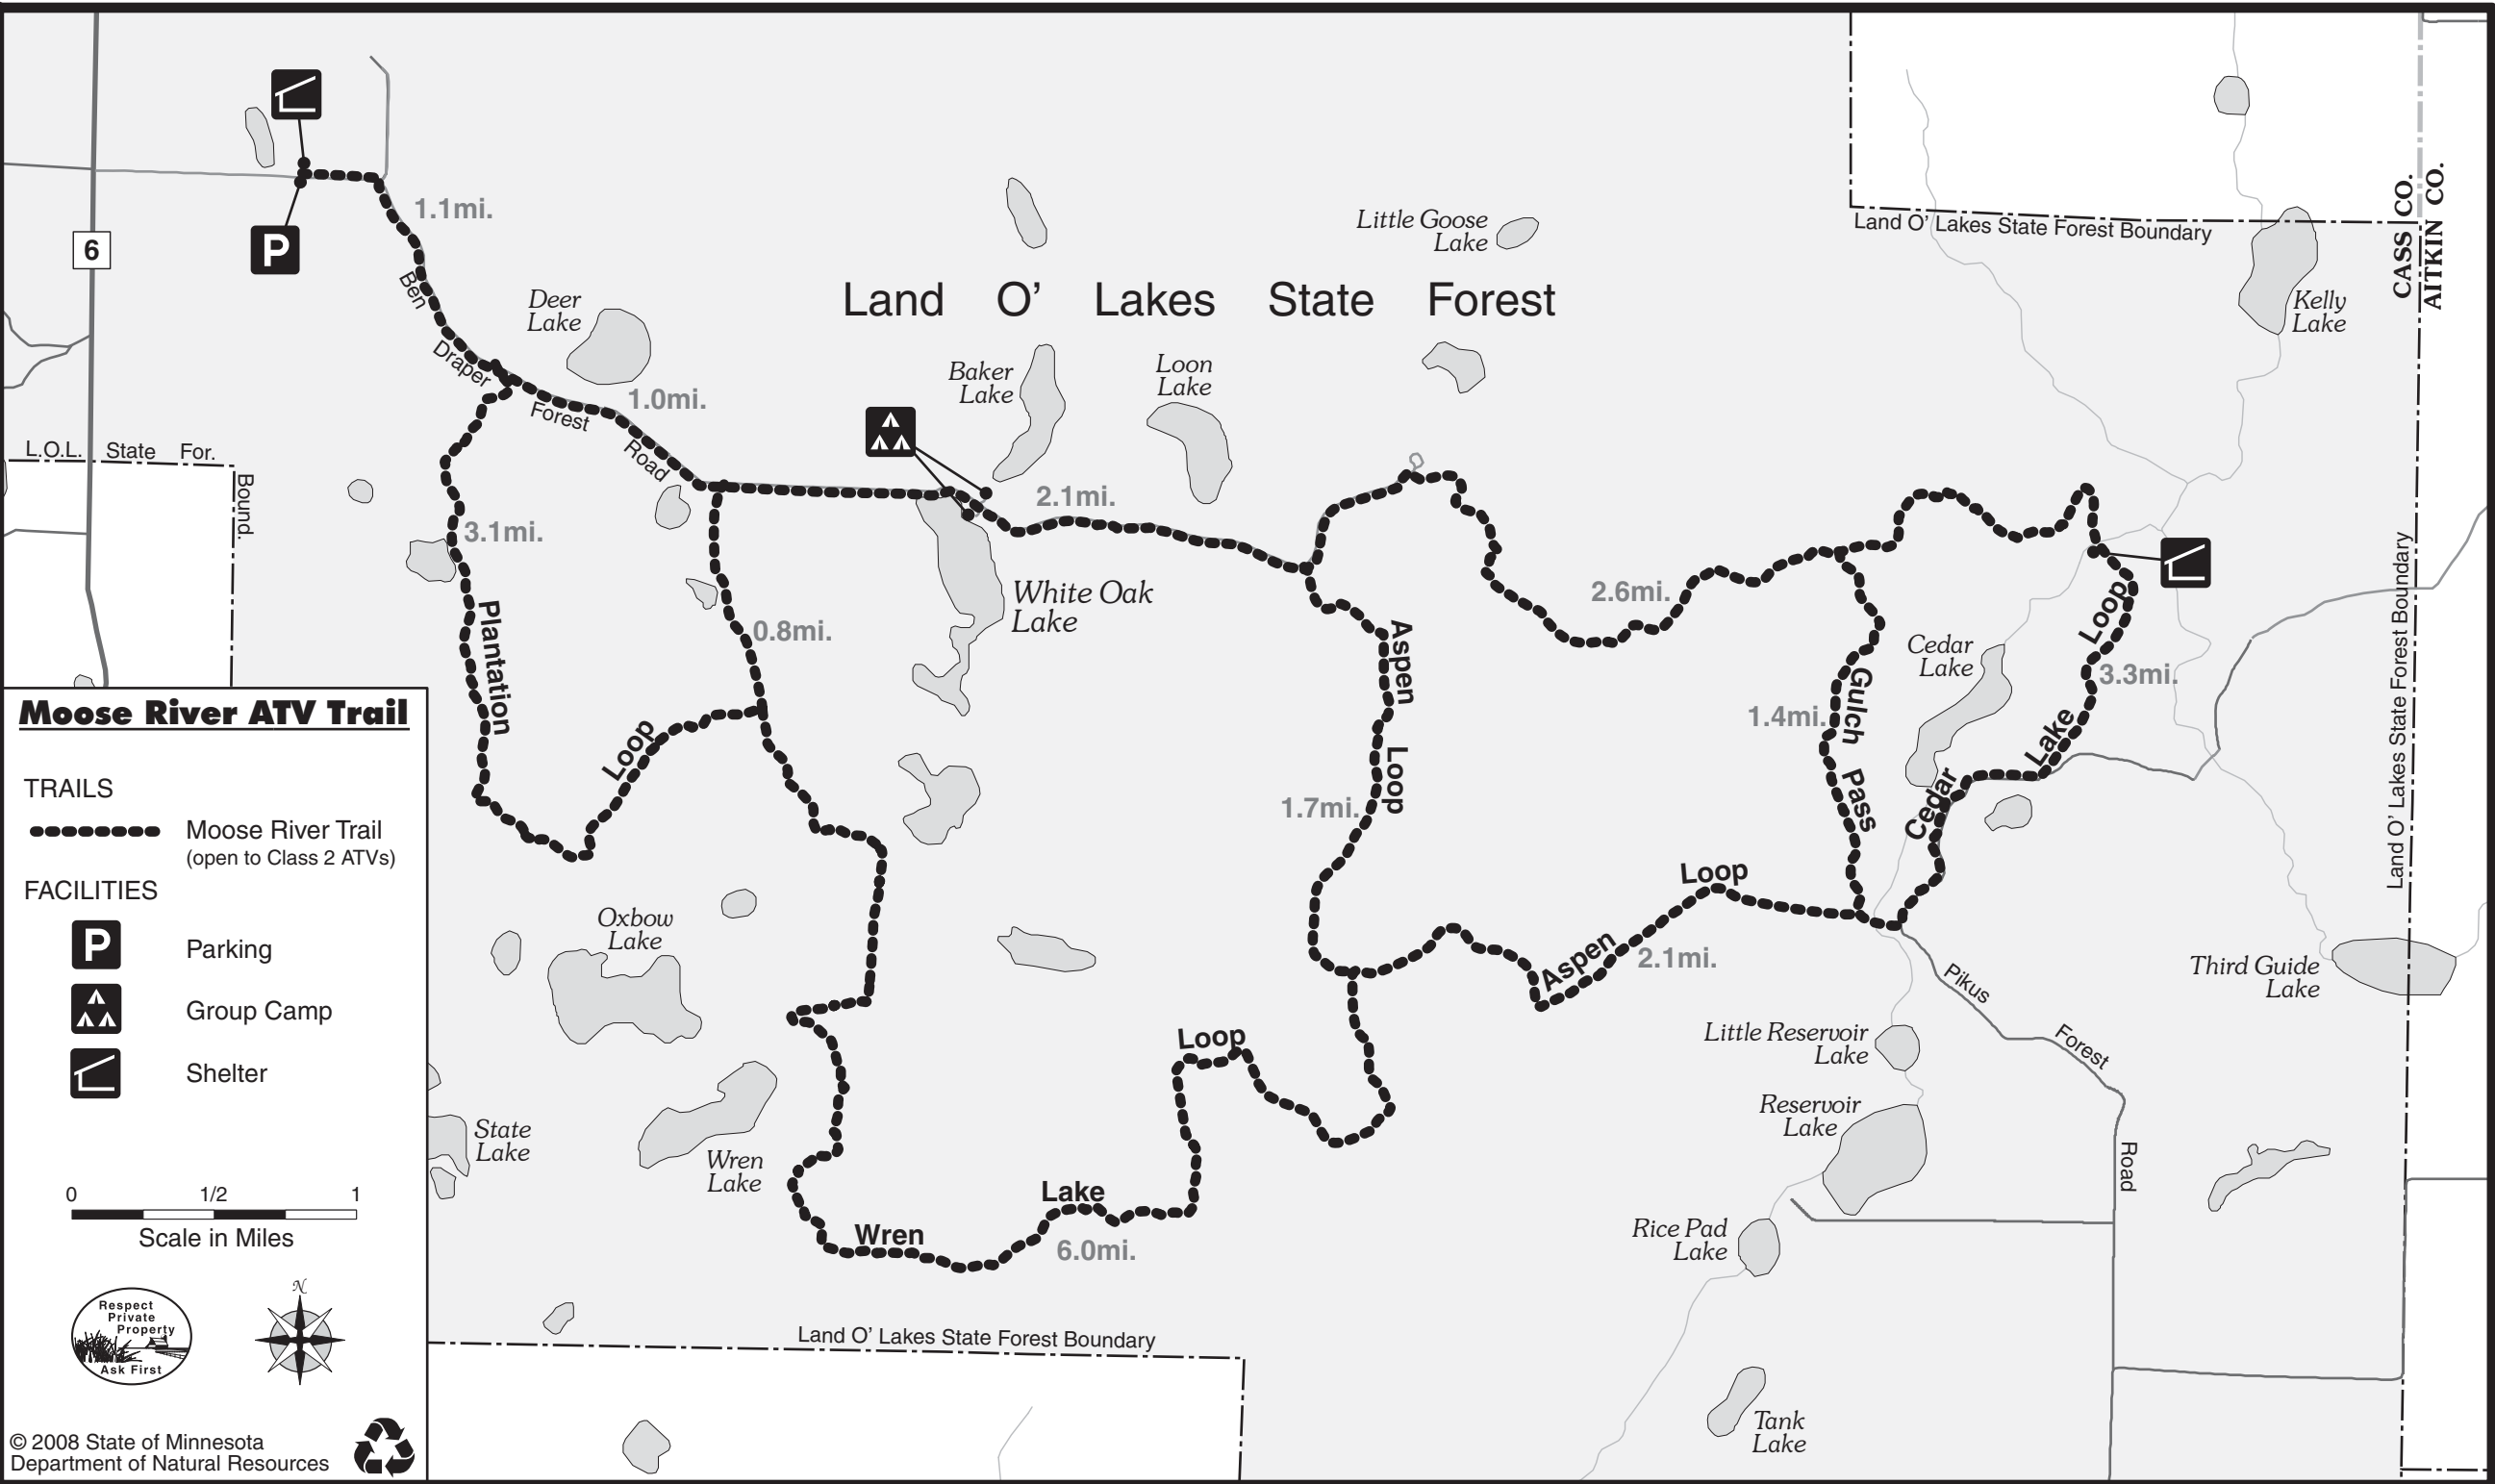 6
P
1.1mi.
Ben
Draper
Forest
Road
Deer
Lake
1.0mi.
Land O’ Lakes State Forest
Little Goose
Lake
Baker
Lake
Loon
Lake
Land O’ Lakes State Forest Boundary
CASS CO.
AITKIN CO.
Kelly
Lake
L.O.L. State For.
Bound.
3.1mi.
Plantation
Loop
0.8mi.
2.1mi.
White Oak
Lake
Aspen
Loop
1.7mi.
2.6mi.
Gulch
Pass
1.4mi.
Cedar
Lake
Loop
3.3mi.
Lake
Cedar
Land O’ Lakes State Forest Boundary
Loop
Aspen
2.1mi.
Pikus
Forest
Road
Third Guide
Lake
Oxbow
Lake
Little Reservoir
Lake
Reservoir
Lake
Loop
State
Lake
Wren
Lake
Lake
Wren
6.0mi.
Rice Pad
Lake
Land O’ Lakes State Forest Boundary
Tank
Lake
Moose River ATV Trail
TRAILS
Moose River Trail
(open to Class 2 ATVs)
FACILITIES
P Parking
Group Camp
Shelter
0 1/2 1
Scale in Miles
Respect
Private
Property
Ask First
N
© 2008 State of Minnesota
Department of Natural Resources